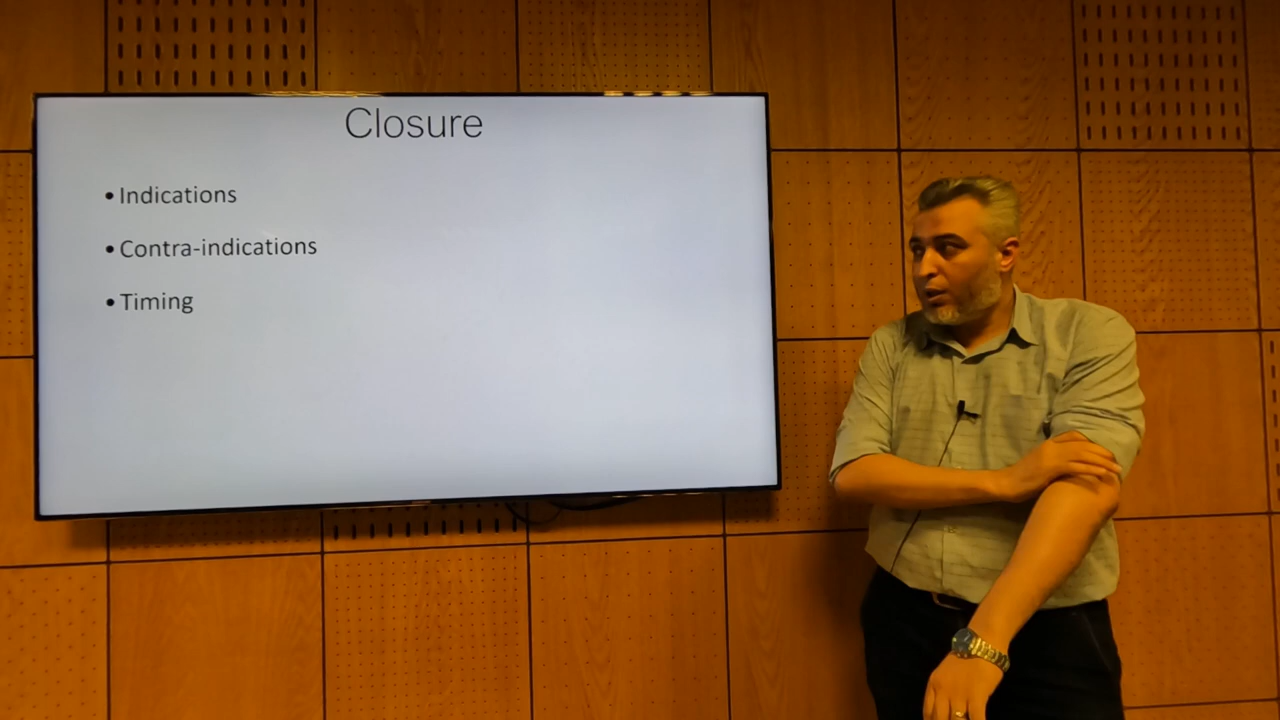 Closure
• Indications
• Contra-indications
• Timing